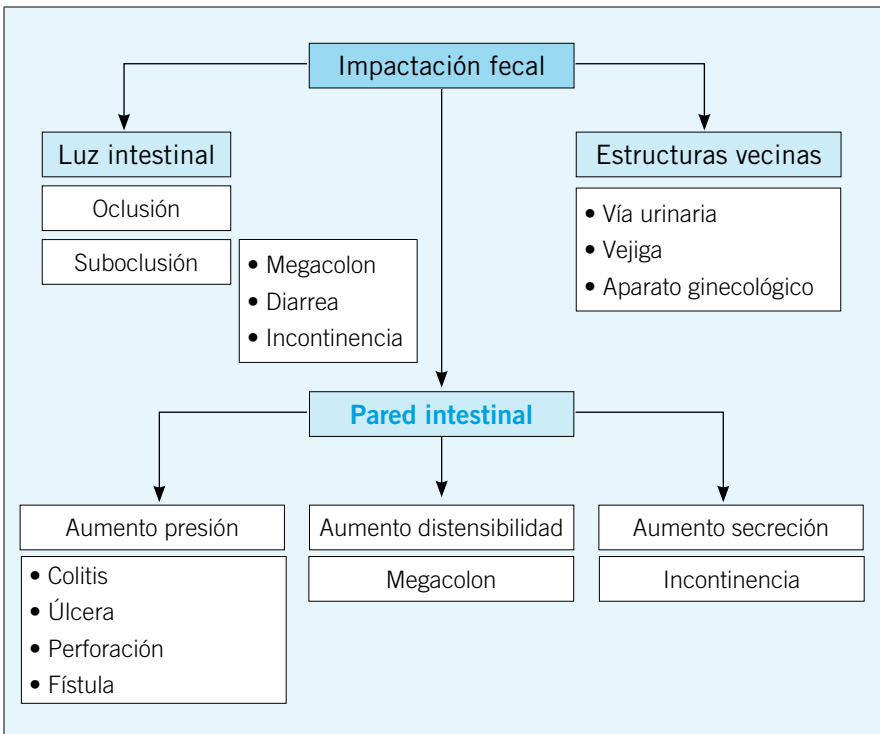 Impactación fecal
Luz intestinal
Oclusión
Suboclusión
• Megacolon
• Diarrea
• Incontinencia
Estructuras vecinas
• Vía urinaria
• Vejiga
• Aparato ginecológico
Pared intestinal
Aumento presión
• Colitis
• Úlcera
• Perforación
• Fístula
Aumento distensibilidad
Megacolon
Aumento secreción
Incontinencia